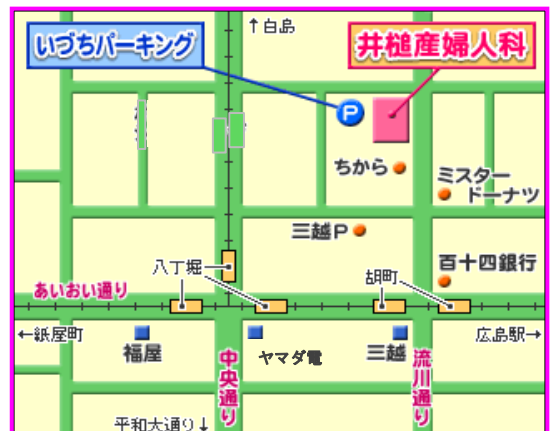 ↑白島
いづちパーキング
井槌産婦人科
P
ちから
ミスター
ドーナツ
三越P
百十四銀行
八丁堀
胡町
あいおい通り
←紙屋町
広島駅→
福屋
ヤマダ電
三越
中央通り
流川通り
平和大通り↓